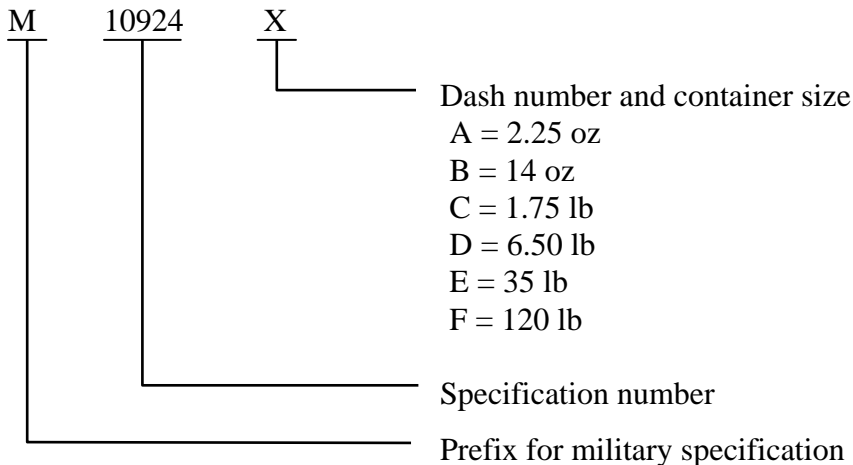 M 10924 X
Dash number and container size
A = 2.25 oz
B = 14 oz
C = 1.75 lb
D = 6.50 lb
E = 35 lb
F = 120 lb
Specification number
Prefix for military specification